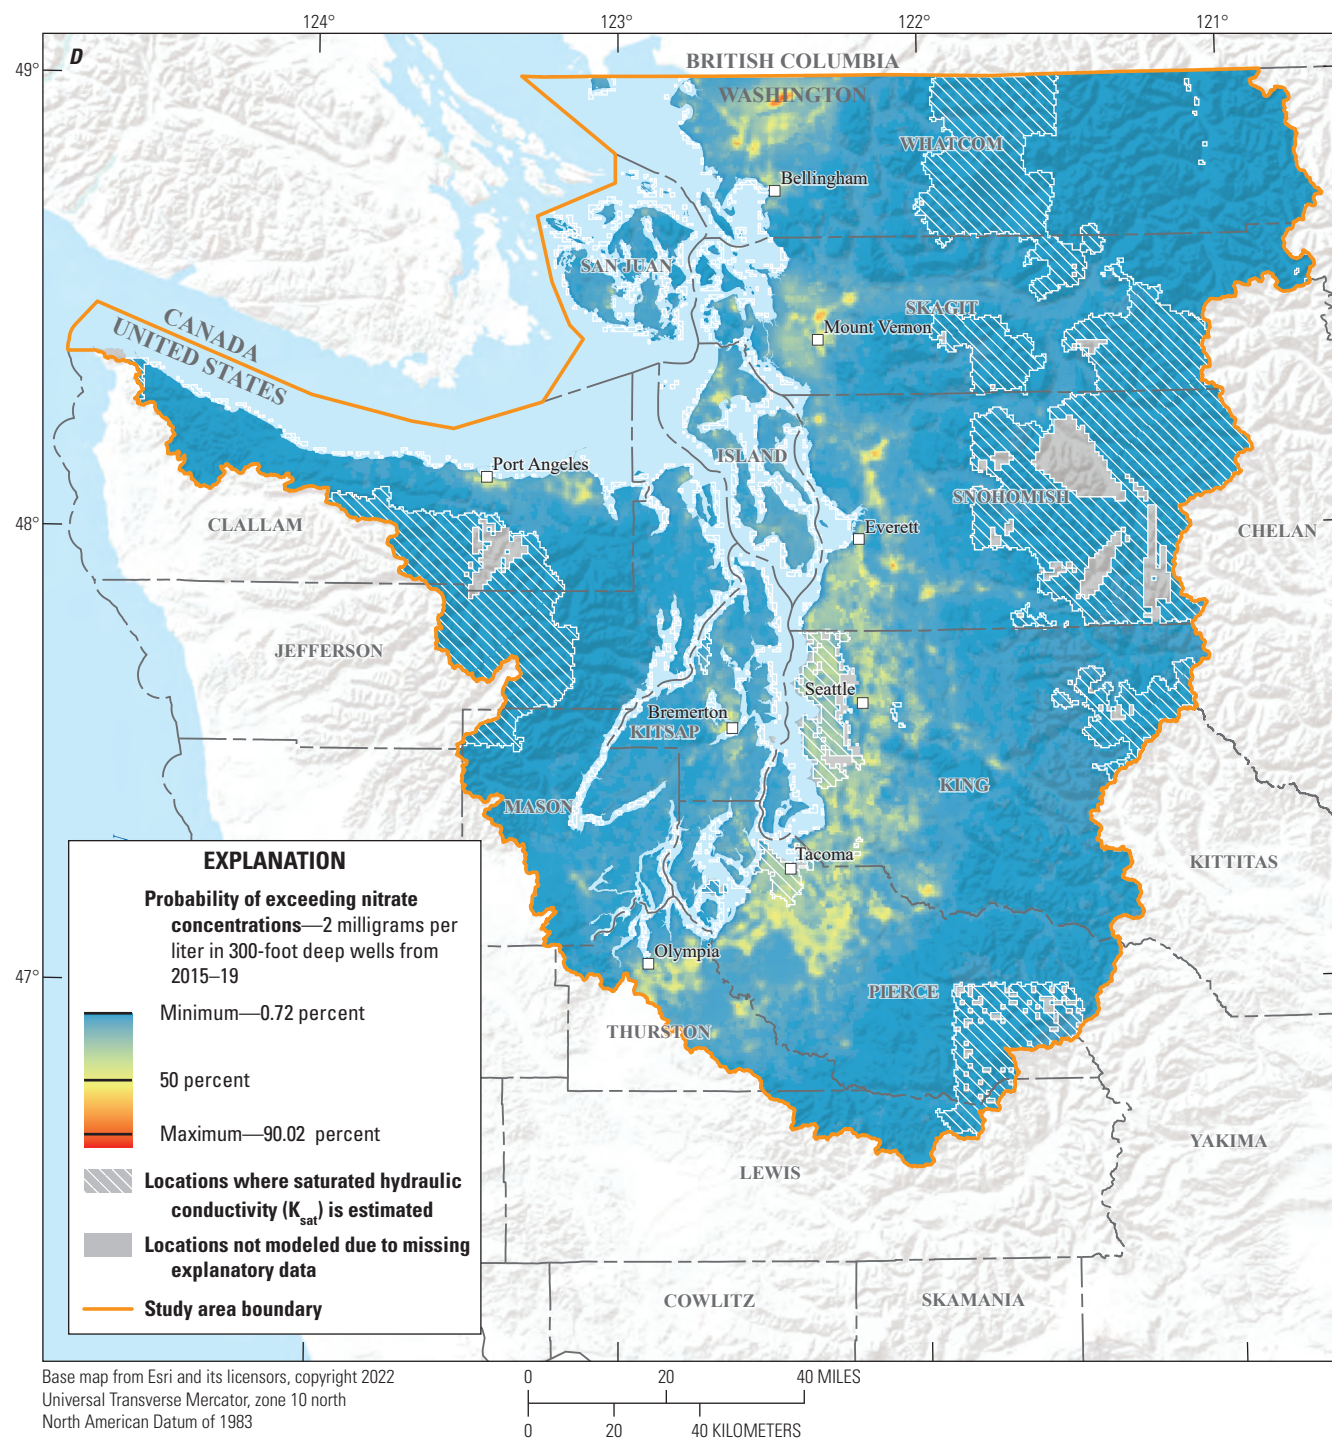 124°
123°
122°
121°
D
49°
BRITISH COLUMBIA
WASHINGTON
WHATCOM
Bellingham
SAN JUAN
SKAGIT
Mount Vernon
CANADA
UNITED STATES
ISLAND
Port Angeles
SNOHOMISH
48°
CLALLAM
Everett
CHELAN
JEFFERSON
Seattle
Bremerton
KITSAP
KING
MASON
Tacoma
KITTITAS
Olympia
47°
PIERCE
THURSTON
YAKIMA
LEWIS
COWLITZ
SKAMANIA
EXPLANATION
Probability of exceeding nitrate
concentrations—2 milligrams per
liter in 300-foot deep wells from
2015–19
Minimum—0.72 percent
50 percent
Maximum—90.02 percent
Locations where saturated hydraulic
conductivity (Ksat) is estimated
Locations not modeled due to missing
explanatory data
Study area boundary
Base map from Esri and its licensors, copyright 2022
Universal Transverse Mercator, zone 10 north
North American Datum of 1983
0 20 40 MILES
0 20 40 KILOMETERS